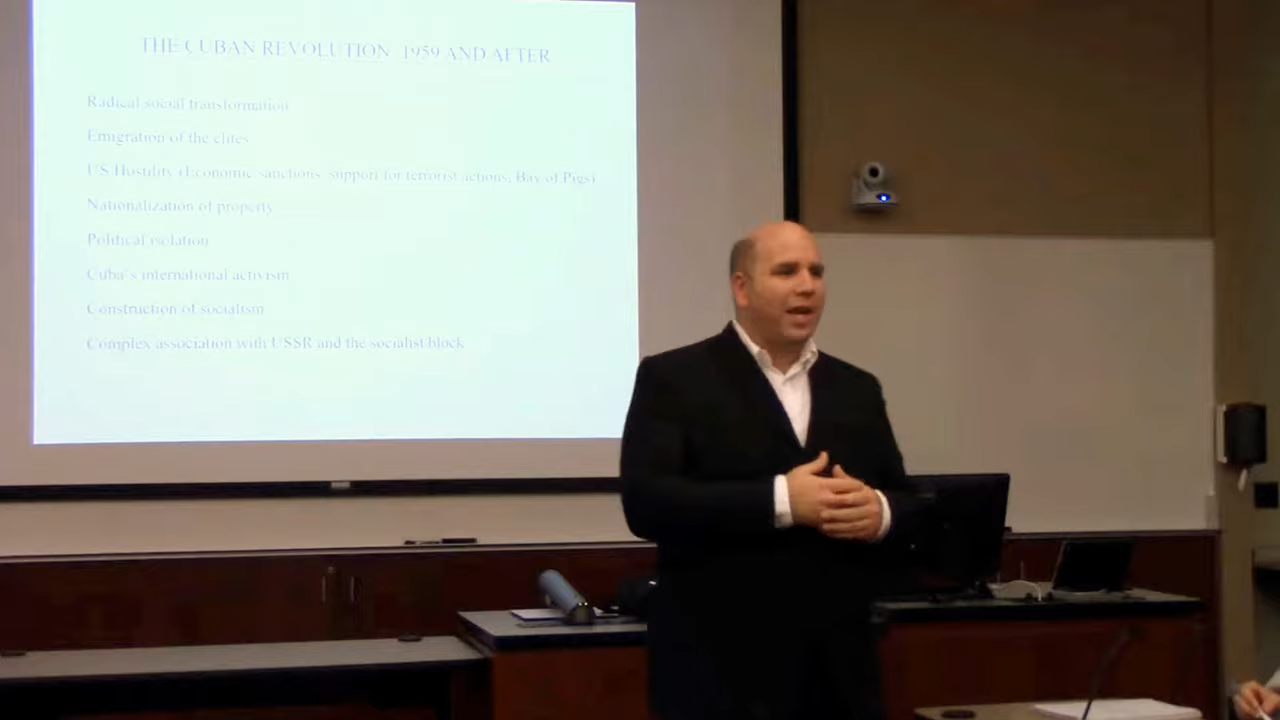 THE CUBAN REVOLUTION 1959 AND AFTER
Radical social transformation
Emigration of the elites
US Hostility (Economic sanctions, support for terrorist actions, Bay of Pigs)
Nationalization of property
Political isolation
Cuba's international activism
Construction of socialism
Complex association with USSR and the socialist block